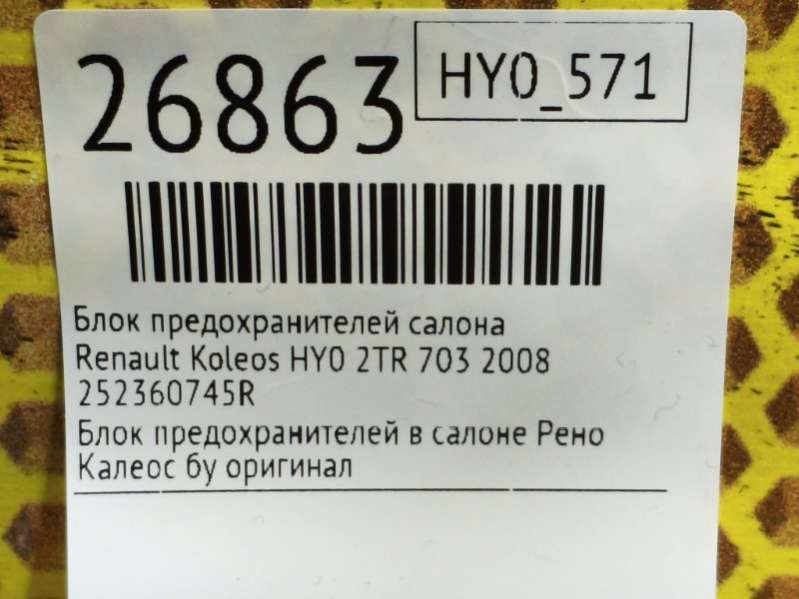 26863
HY0_571
Блок предохранителей салона
Renault Koleos HY0 2TR 703 2008
252360745R
Блок предохранителей в салоне Рено
Калеос бу оригинал